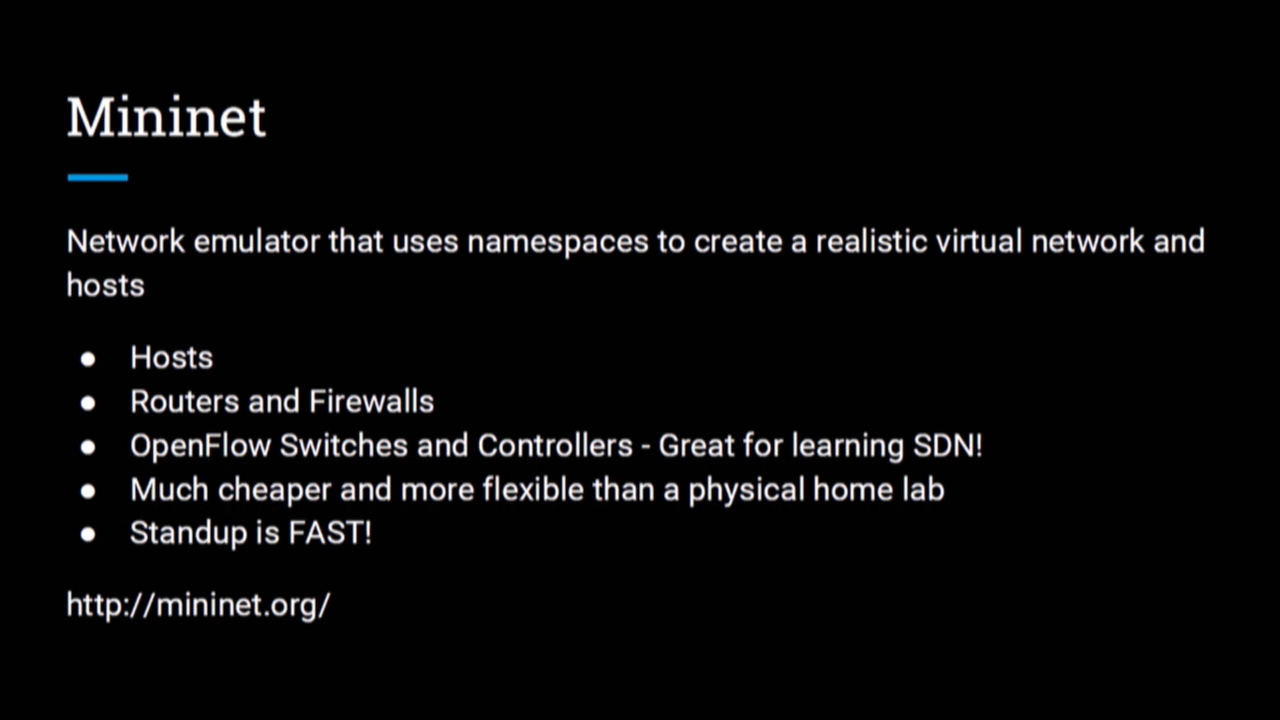 Mininet
Network emulator that uses namespaces to create a realistic virtual network and
hosts
● Hosts
● Routers and Firewalls
● OpenFlow Switches and Controllers - Great for learning SDN!
● Much cheaper and more flexible than a physical home lab
● Standup is FAST!
http://mininet.org/